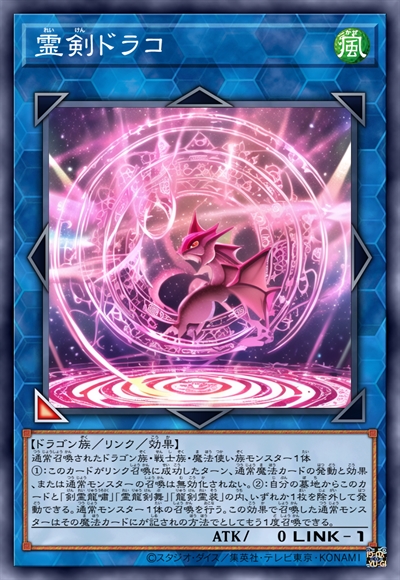 霊剣ドラコ
風
【ドラゴン族／リンク／効果】
通常召喚されたドラゴン族・戦士族・魔法使い族モンスター1体
①:このカードがリンク召喚に成功したターン、通常魔法カードの発動と効果、または通常モンスターの召喚は無効化されない。②:自分の墓地からこのカードと「剣霊龍嘯」「霊龍剣舞」「龍剣霊装」の内、いずれか1枚を除外して発動できる。通常モンスター1体の召喚を行う。この効果で召喚した通常モンスターはその魔法カードに記された方法でとしてもう1度召喚できる。
ATK/ 0 LINK-1
©スタジオ・ダイス／集英社・テレビ東京・KONAMI